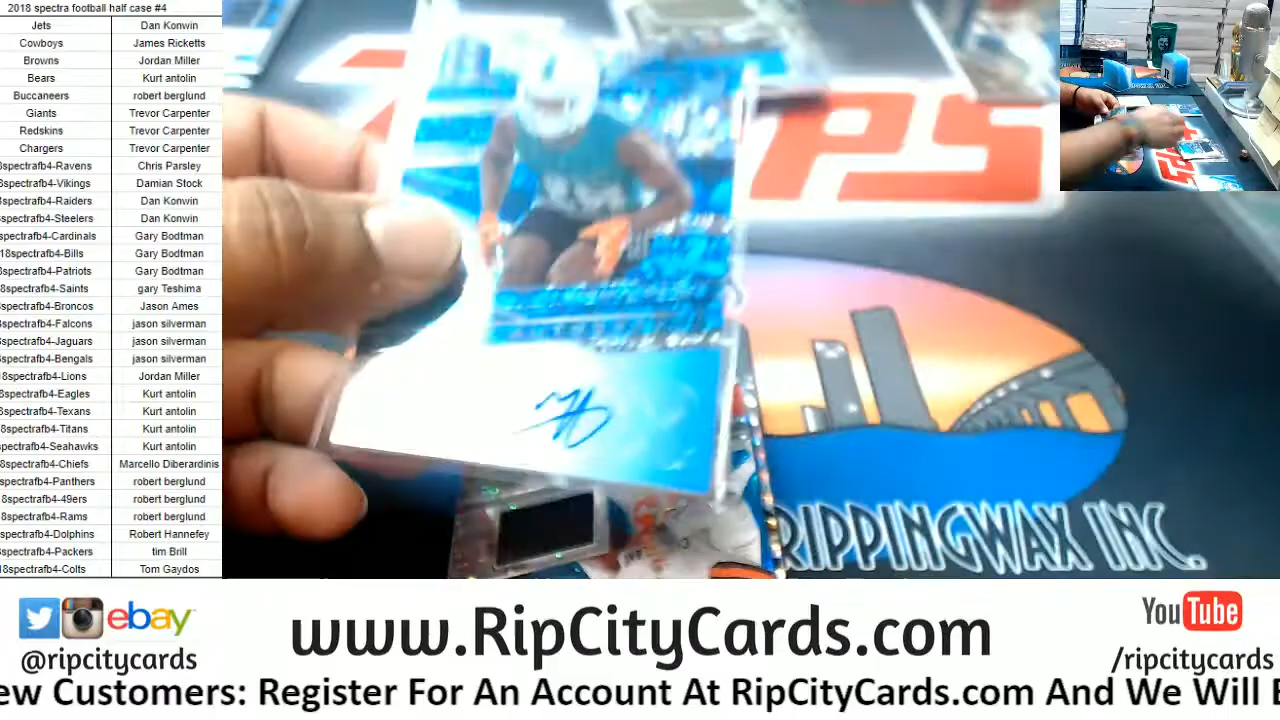 2018 spectra football half case #4
Jets Dan Konwin
Cowboys James Ricketts
Browns Jordan Miller
Bears Kurt antolin
Buccaneers robert berglund
Giants Trevor Carpenter
Redskins Trevor Carpenter
Chargers Trevor Carpenter
8spectrafb4-Ravens Chris Parsley
8spectrafb4-Vikings Damian Stock
8spectrafb4-Raiders Dan Konwin
8spectrafb4-Steelers Dan Konwin
spectrafb4-Cardinals Gary Bodtman
18spectrafb4-Bills Gary Bodtman
8spectrafb4-Patriots Gary Bodtman
8spectrafb4-Saints gary Teshima
8spectrafb4-Broncos Jason Ames
8spectrafb4-Falcons jason silverman
8spectrafb4-Jaguars jason silverman
8spectrafb4-Bengals jason silverman
18spectrafb4-Lions Jordan Miller
8spectrafb4-Eagles Kurt antolin
8spectrafb4-Texans Kurt antolin
8spectrafb4-Titans Kurt antolin
spectrafb4-Seahawks Kurt antolin
8spectrafb4-Chiefs Marcello Diberardinis
spectrafb4-Panthers robert berglund
8spectrafb4-49ers robert berglund
8spectrafb4-Rams robert berglund
spectrafb4-Dolphins Robert Hannefey
8spectrafb4-Packers tim Brill
18spectrafb4-Colts Tom Gaydos
PS
RIPPINGWAX INC.
ebay
@ripcitycards
www.RipCityCards.com
YouTube
/ripcitycards
ew Customers: Register For An Account At RipCityCards.com And We Will E